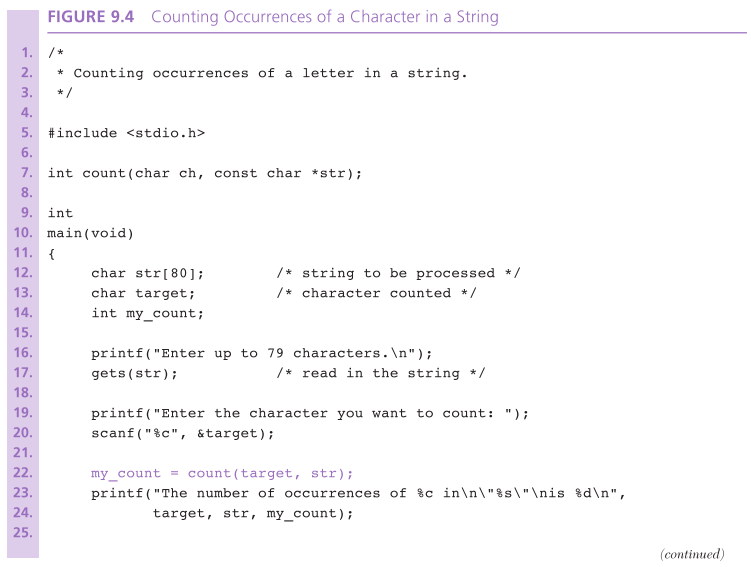 FIGURE 9.4 Counting Occurrences of a Character in a String
1. /*
2.  * Counting occurrences of a letter in a string.
3.  */
4.
5. #include <stdio.h>
6.
7. int count(char ch, const char *str);
8.
9. int
10. main(void)
11. {
12.      char str[80];        /* string to be processed */
13.      char target;         /* character counted */
14.      int my_count;
15.
16.      printf("Enter up to 79 characters.\n");
17.      gets(str);           /* read in the string */
18.
19.      printf("Enter the character you want to count: ");
20.      scanf("%c", &target);
21.
22.      my_count = count(target, str);
23.      printf("The number of occurrences of %c in\n\"%s\"\nis %d\n",
24.             target, str, my_count);
25.
(continued)